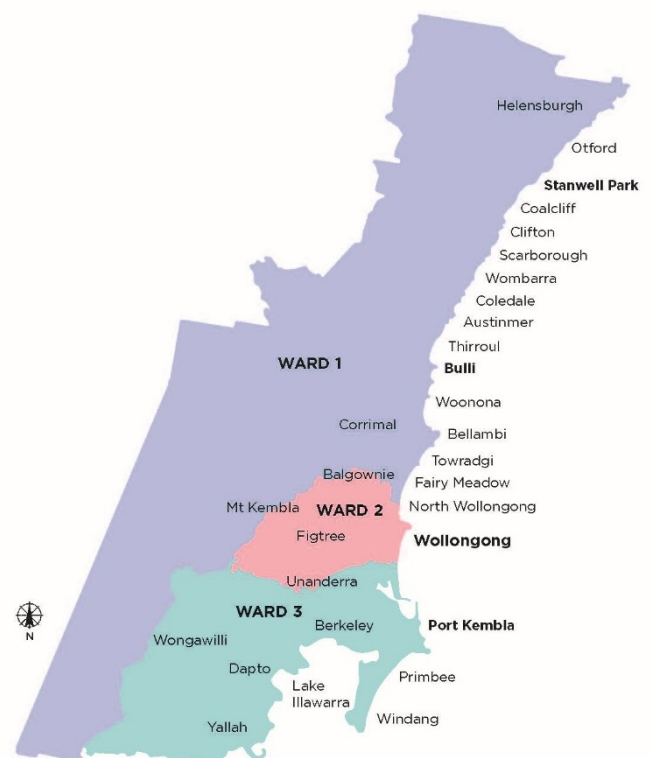 Helensburgh
Otford
Stanwell Park
Coalcliff
Clifton
Scarborough
Wombarra
Coledale
Austinmer
Thirroul
WARD 1
Bulli
Woonona
Corrimal
Bellambi
Towradgi
Balgownie
Fairy Meadow
Mt Kembla
WARD 2
North Wollongong
Figtree
Wollongong
Unanderra
WARD 3
Berkeley
Port Kembla
N
Wongawilli
Dapto
Primbee
Lake
Illawarra
Windang
Yallah